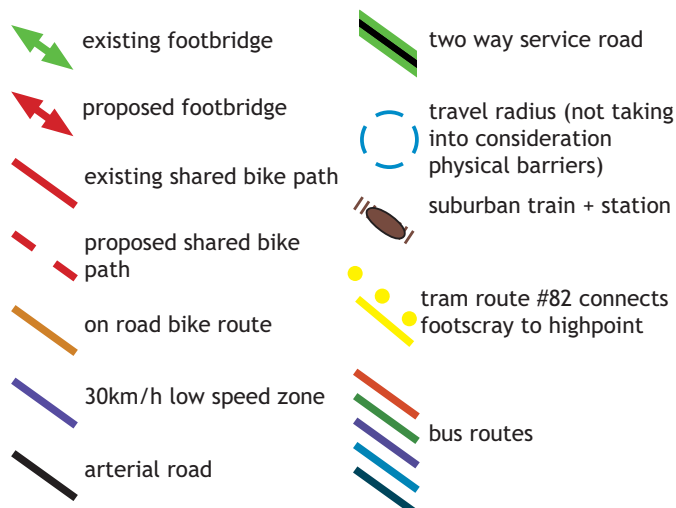 existing footbridge
proposed footbridge
existing shared bike path
proposed shared bike
path
on road bike route
30km/h low speed zone
arterial road
two way service road
travel radius (not taking
into consideration
physical barriers)
suburban train + station
tram route #82 connects
footscray to highpoint
bus routes